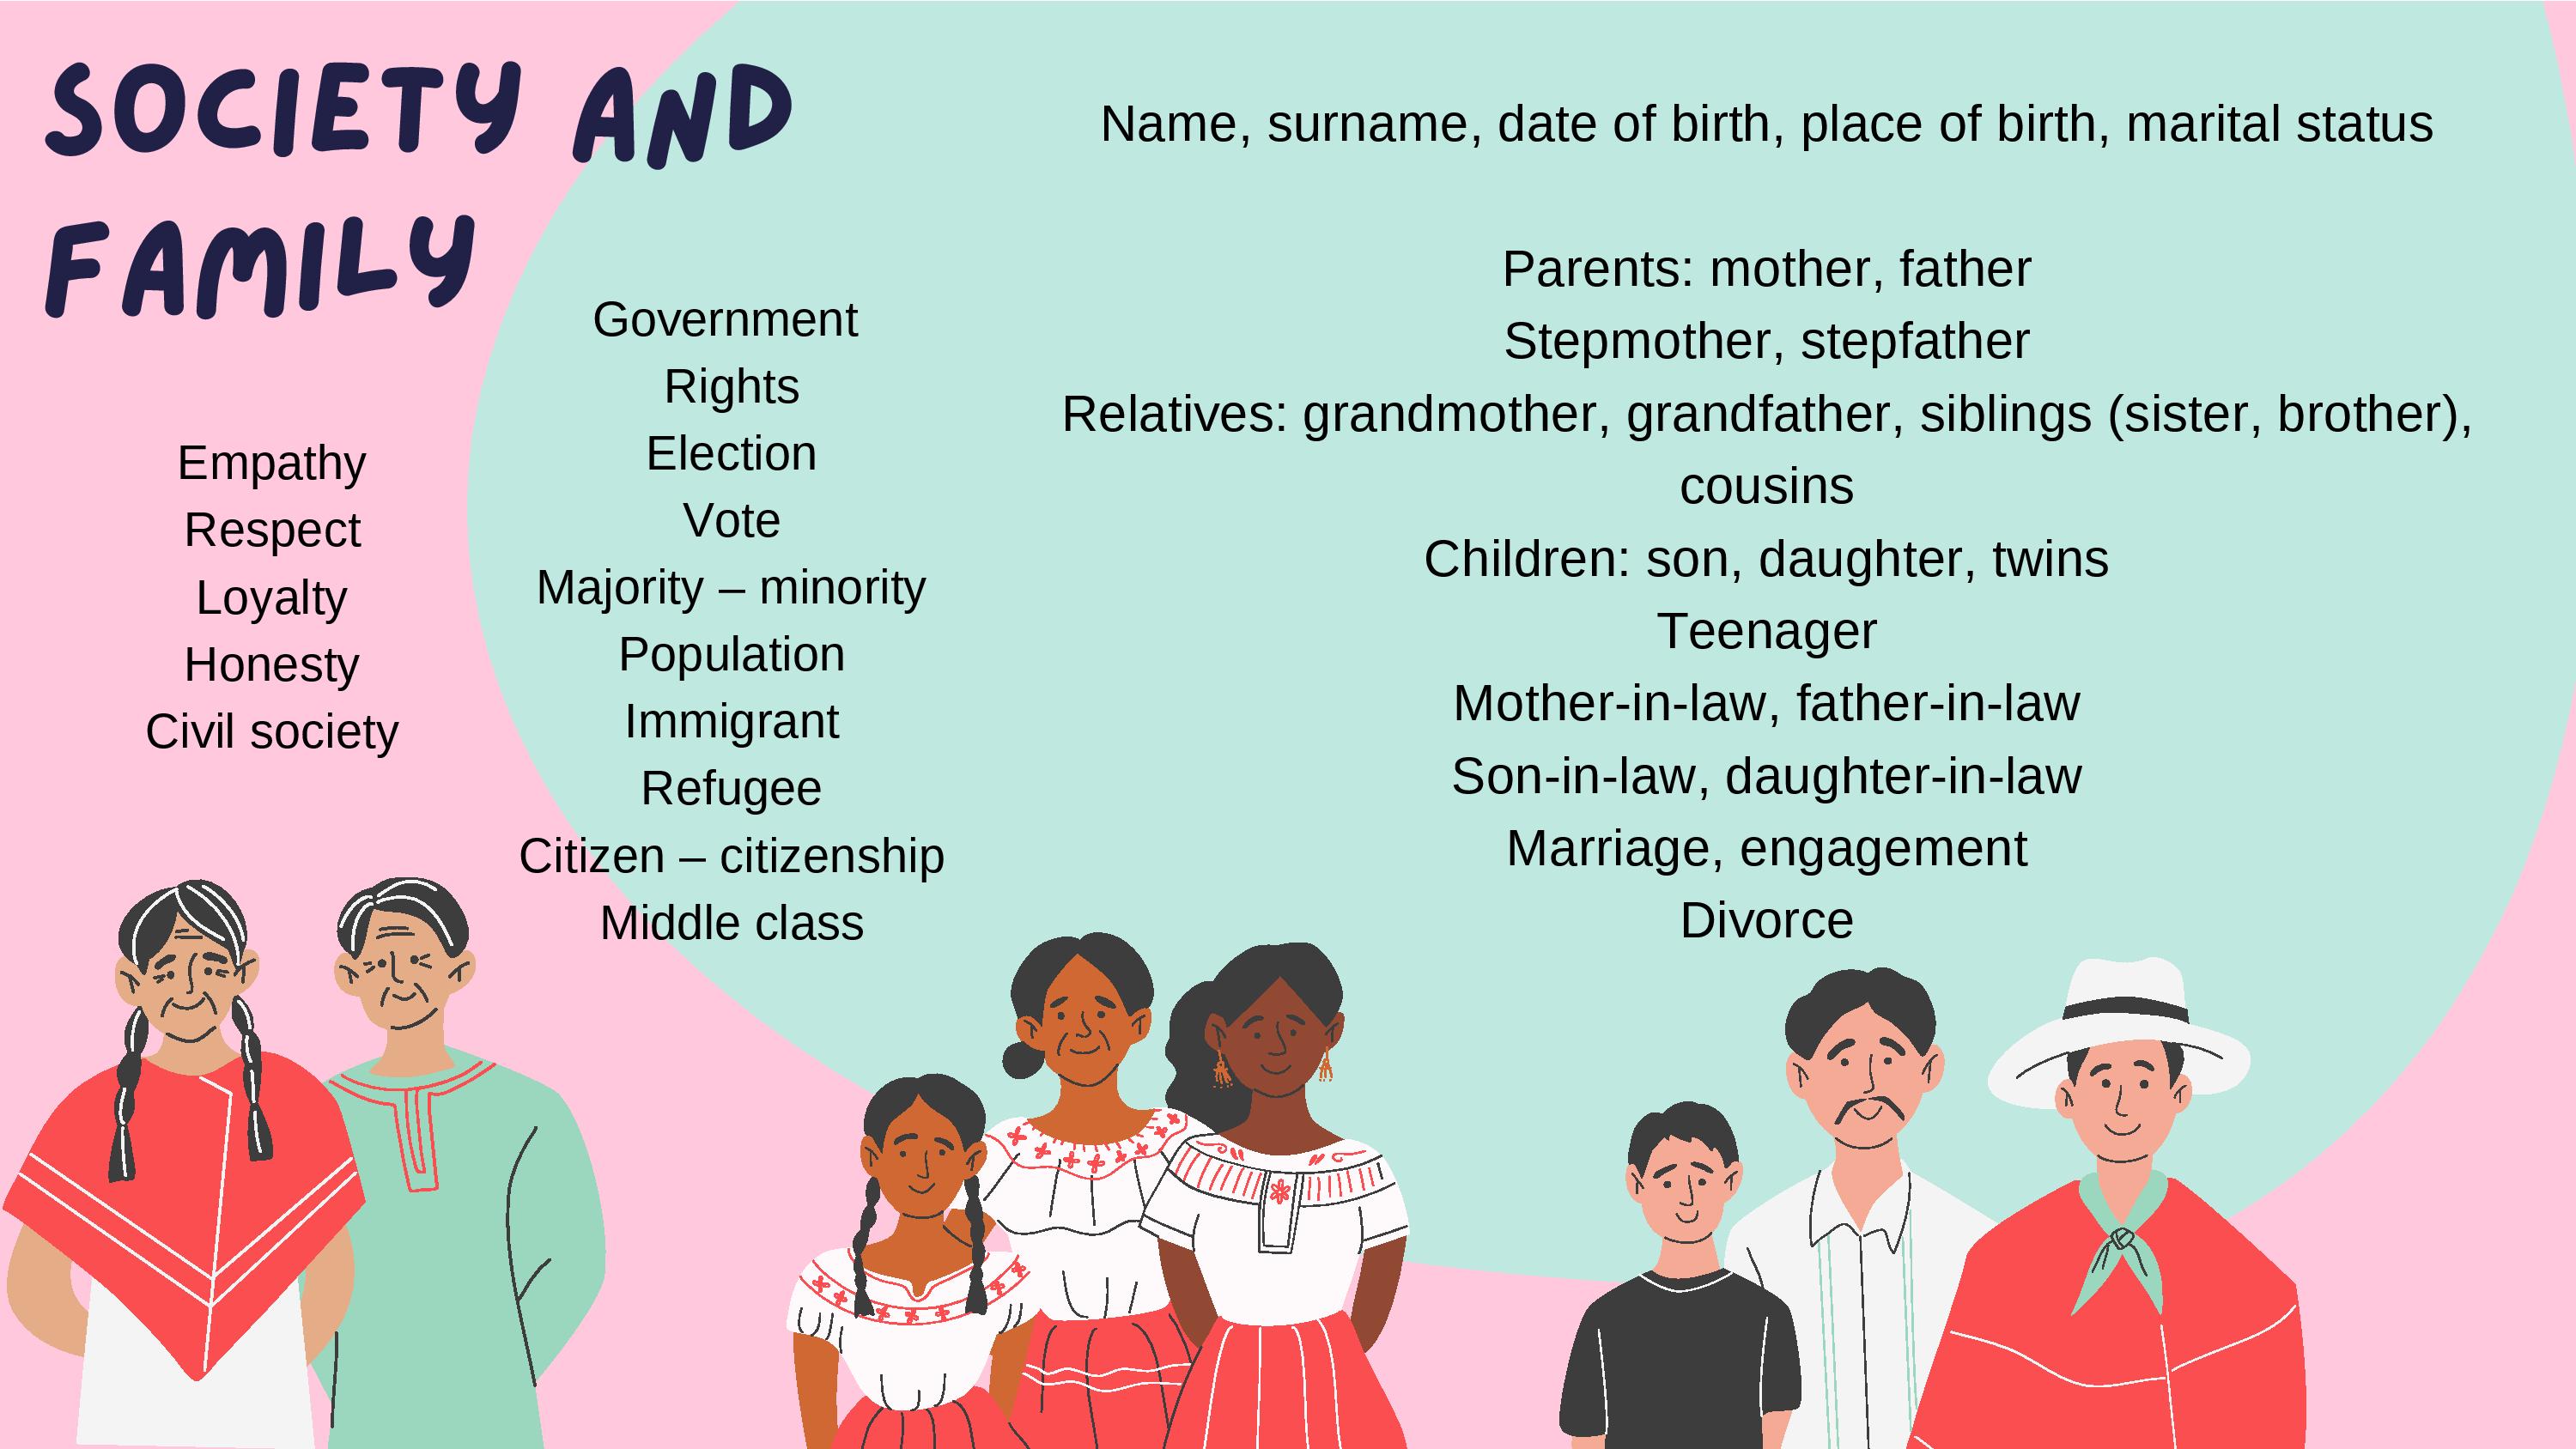 SOCIETY AND
FAMILY
Empathy
Respect
Loyalty
Honesty
Civil society
Government
Rights
Election
Vote
Majority – minority
Population
Immigrant
Refugee
Citizen – citizenship
Middle class
Name, surname, date of birth, place of birth, marital status
Parents: mother, father
Stepmother, stepfather
Relatives: grandmother, grandfather, siblings (sister, brother),
cousins
Children: son, daughter, twins
Teenager
Mother-in-law, father-in-law
Son-in-law, daughter-in-law
Marriage, engagement
Divorce